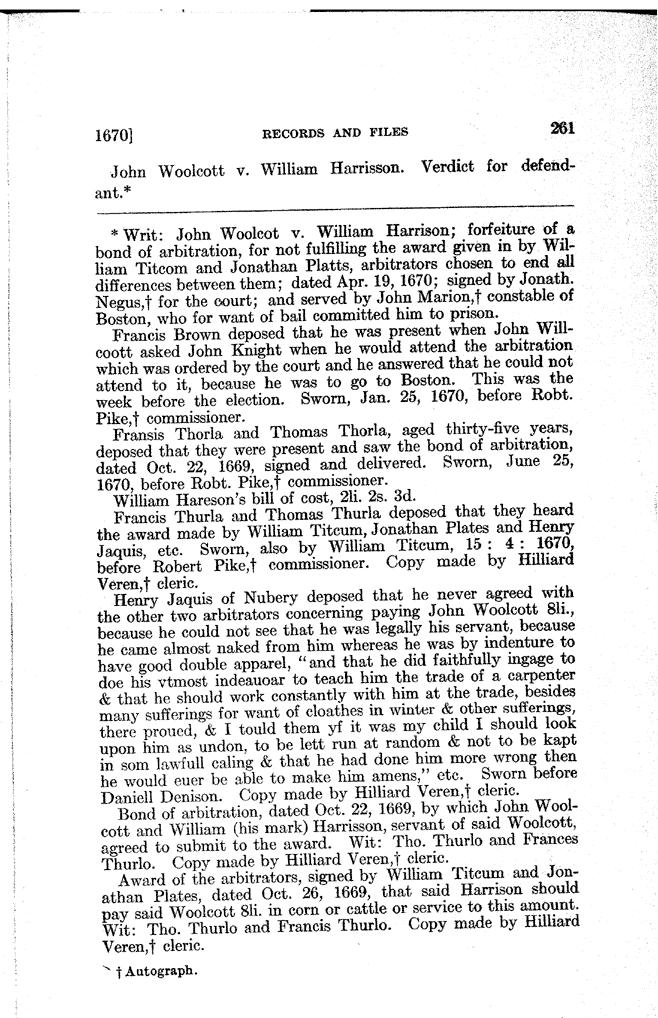 1670]
RECORDS AND FILES
261
John Woolcott v. William Harrisson. Verdict for defend-
ant.*
* Writ: John Woolcot v. William Harrison; forfeiture of a
bond of arbitration, for not fulfilling the award given in by Wil-
liam Titcom and Jonathan Platts, arbitrators chosen to end all
differences between them; dated Apr. 19, 1670; signed by Jonath.
Negus,† for the court; and served by John Marion,† constable of
Boston, who for want of bail committed him to prison.
Francis Brown deposed that he was present when John Will-
coott asked John Knight when he would attend the arbitration
which was ordered by the court and he answered that he could not
attend to it, because he was to go to Boston. This was the
week before the election. Sworn, Jan. 25, 1670, before Robt.
Pike,† commissioner.
Fransis Thorla and Thomas Thorla, aged thirty-five years,
deposed that they were present and saw the bond of arbitration,
dated Oct. 22, 1669, signed and delivered. Sworn, June 25,
1670, before Robt. Pike,† commissioner.
William Hareson's bill of cost, 2li. 2s. 3d.
Francis Thurla and Thomas Thurla deposed that they heard
the award made by William Titcum, Jonathan Plates and Henry
Jaquis, etc. Sworn, also by William Titcum, 15 : 4 : 1670,
before Robert Pike,† commissioner. Copy made by Hilliard
Veren,† cleric.
Henry Jaquis of Nubery deposed that he never agreed with
the other two arbitrators concerning paying John Woolcott 8li.,
because he could not see that he was legally his servant, because
he came almost naked from him whereas he was by indenture to
have good double apparel, "and that he did faithfully ingage to
doe his vtmost indeauoar to teach him the trade of a carpenter
& that he should work constantly with him at the trade, besides
many sufferings for want of cloathes in winter & other sufferings,
there proued, & I tould them yf it was my child I should look
upon him as undon, to be lett run at random & not to be kapt
in som lawfull caling & that he had done him more wrong then
he would euer be able to make him amens," etc. Sworn before
Daniell Denison. Copy made by Hilliard Veren,† cleric.
Bond of arbitration, dated Oct. 22, 1669, by which John Wool-
cott and William (his mark) Harrisson, servant of said Woolcott,
agreed to submit to the award. Wit: Tho. Thurlo and Frances
Thurlo. Copy made by Hilliard Veren,† cleric.
Award of the arbitrators, signed by William Titcum and Jon-
athan Plates, dated Oct. 26, 1669, that said Harrison should
pay said Woolcott 8li. in corn or cattle or service to this amount.
Wit: Tho. Thurlo and Francis Thurlo. Copy made by Hilliard
Veren,† cleric.
† Autograph.